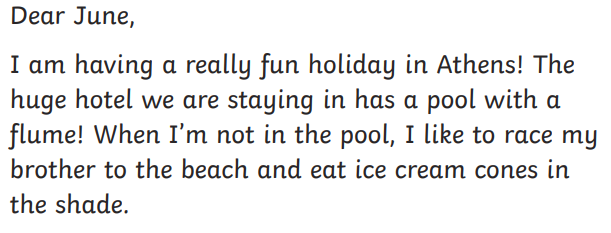 Dear June,
I am having a really fun holiday in Athens! The
huge hotel we are staying in has a pool with a
flume! When I’m not in the pool, I like to race my
brother to the beach and eat ice cream cones in
the shade.